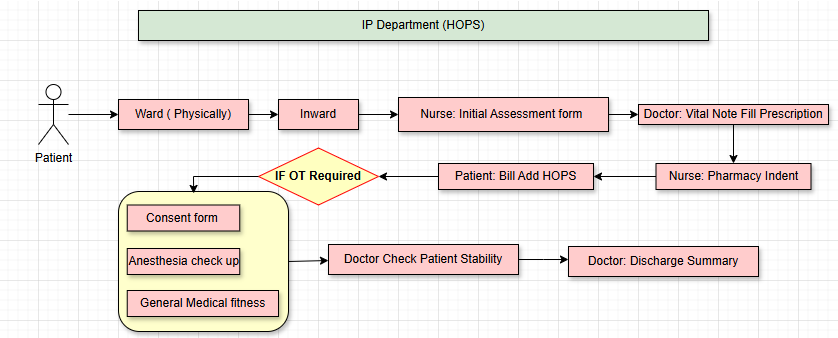 IP Department (HOPS)
Patient
Ward ( Physically)
Inward
Nurse: Initial Assessment form
Doctor: Vital Note Fill Prescription
Nurse: Pharmacy Indent
Patient: Bill Add HOPS
IF OT Required
Consent form
Anesthesia check up
General Medical fitness
Doctor Check Patient Stability
Doctor: Discharge Summary